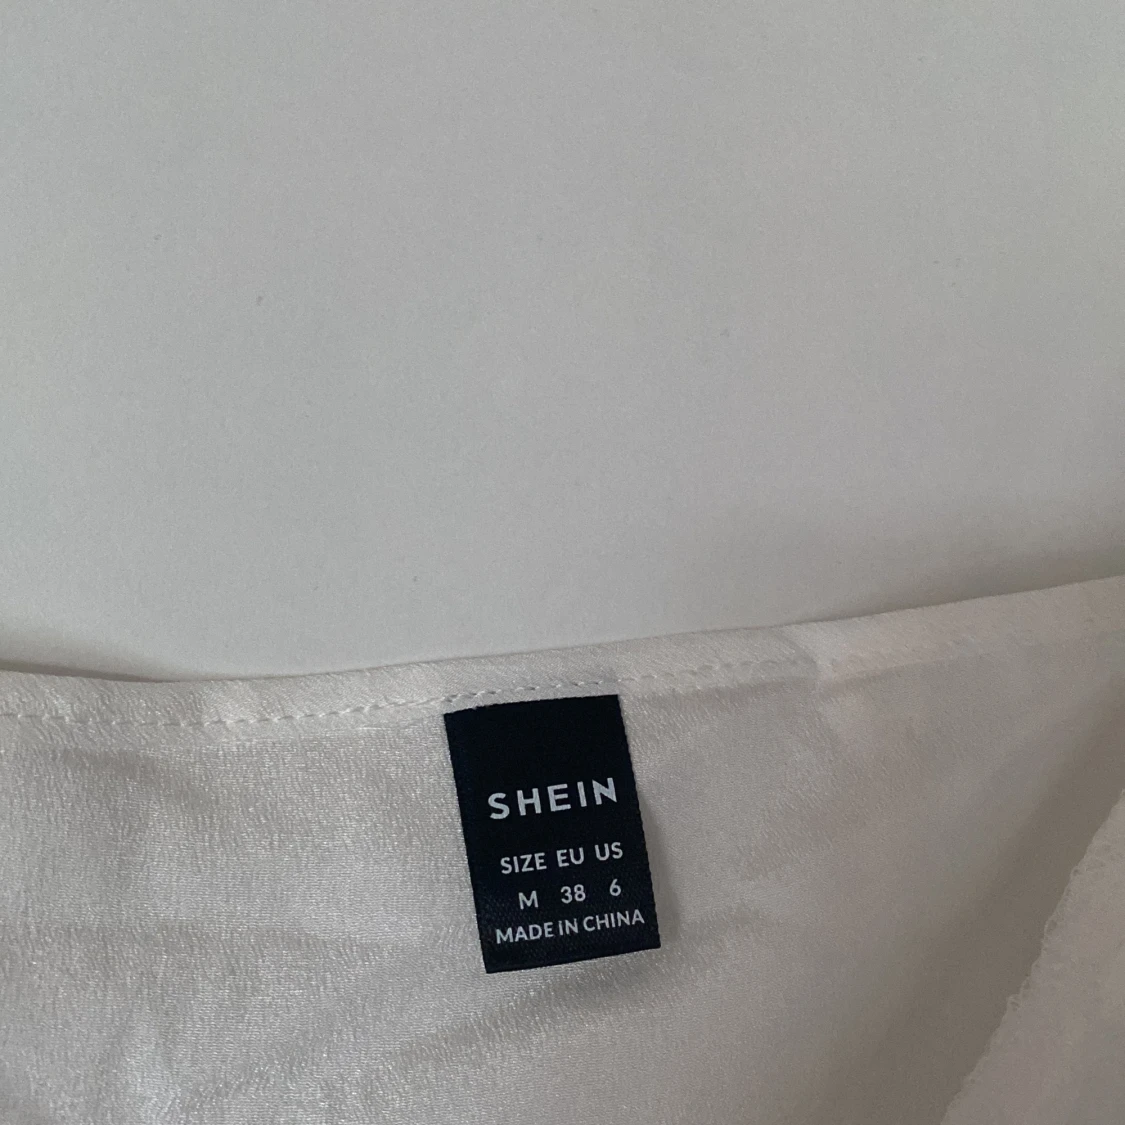 SHEIN
SIZE EU US
M 38 6
MADE IN CHINA